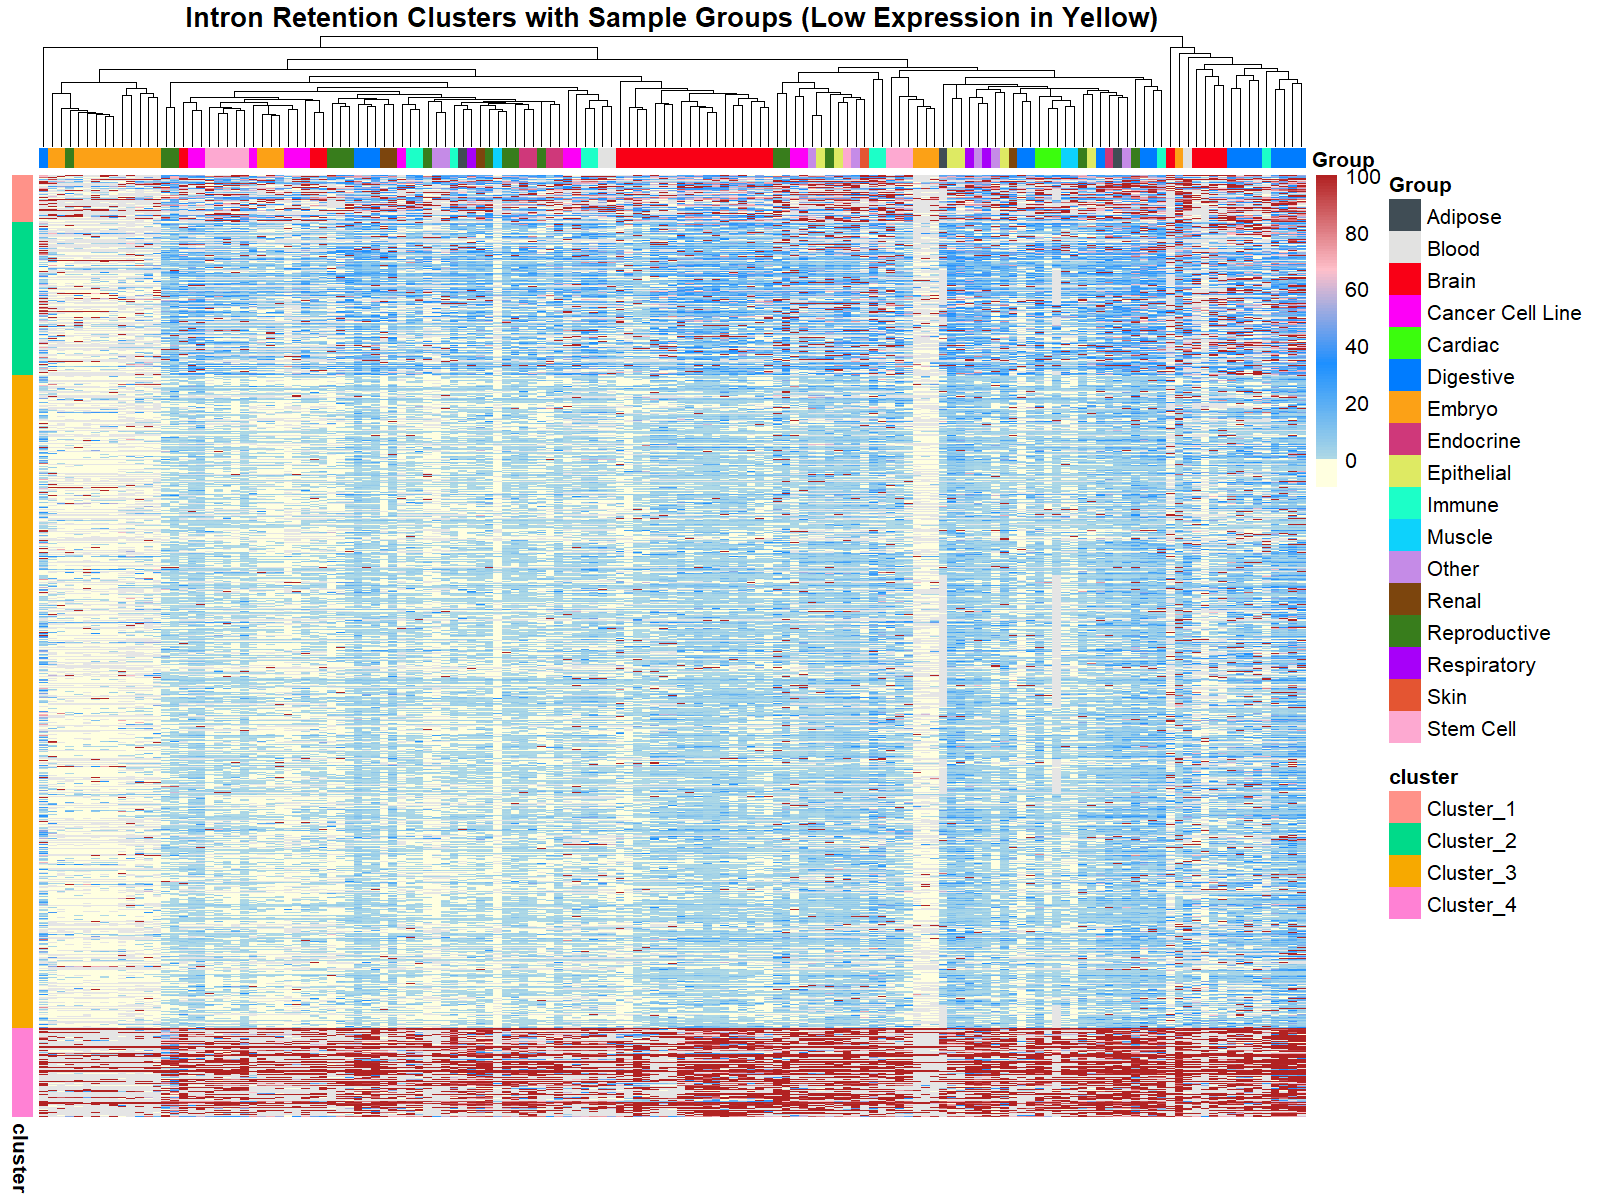 Intron Retention Clusters with Sample Groups (Low Expression in Yellow)
Group
100
80
60
40
20
0
Group
Adipose
Blood
Brain
Cancer Cell Line
Cardiac
Digestive
Embryo
Endocrine
Epithelial
Immune
Muscle
Other
Renal
Reproductive
Respiratory
Skin
Stem Cell
cluster
Cluster_1
Cluster_2
Cluster_3
Cluster_4
cluster